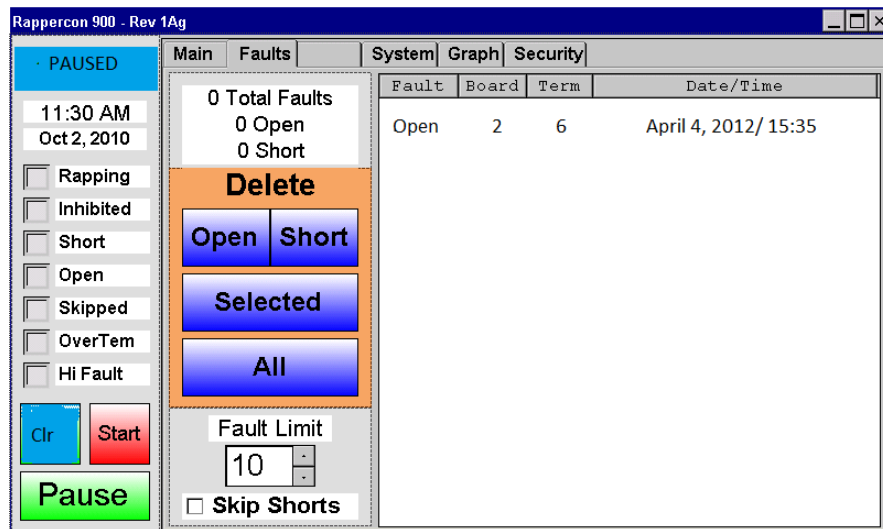 Rappercon 900 - Rev 1Ag
PAUSED
11:30 AM
Oct 2, 2010
Rapping
Inhibited
Short
Open
Skipped
OverTem
Hi Fault
Clr
Start
Pause
Main Faults System Graph Security
0 Total Faults
0 Open
0 Short
Delete
Open Short
Selected
All
Fault Limit
10
Skip Shorts
Fault Board Term Date/Time
Open 2 6 April 4, 2012/ 15:35